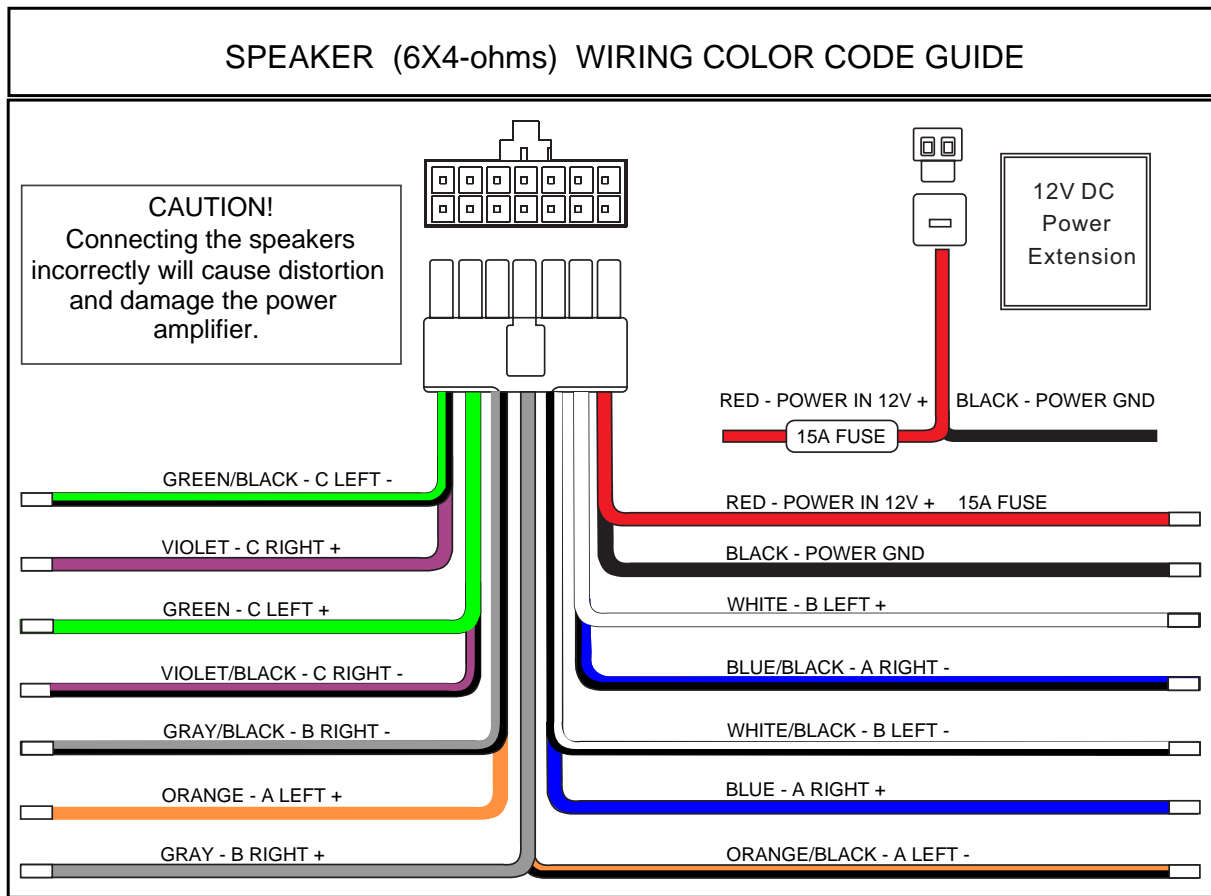 SPEAKER (6X4-ohms) WIRING COLOR CODE GUIDE
CAUTION!
Connecting the speakers
incorrectly will cause distortion
and damage the power
amplifier.
12V DC
Power
Extension
RED - POWER IN 12V +
BLACK - POWER GND
15A FUSE
GREEN/BLACK - C LEFT -
VIOLET - C RIGHT +
GREEN - C LEFT +
VIOLET/BLACK - C RIGHT -
GRAY/BLACK - B RIGHT -
ORANGE - A LEFT +
GRAY - B RIGHT +
RED - POWER IN 12V + 15A FUSE
BLACK - POWER GND
WHITE - B LEFT +
BLUE/BLACK - A RIGHT -
WHITE/BLACK - B LEFT -
BLUE - A RIGHT +
ORANGE/BLACK - A LEFT -